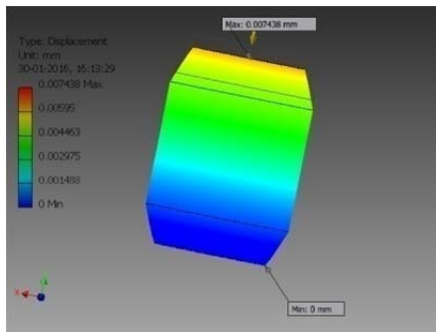 Max: 0.007438 mm
Type: Displacement
Unit: mm
30-01-2016, 16:13:29
0.007438 Max
0.00595
0.004463
0.002975
0.001488
0 Min
X
Min: 0 mm